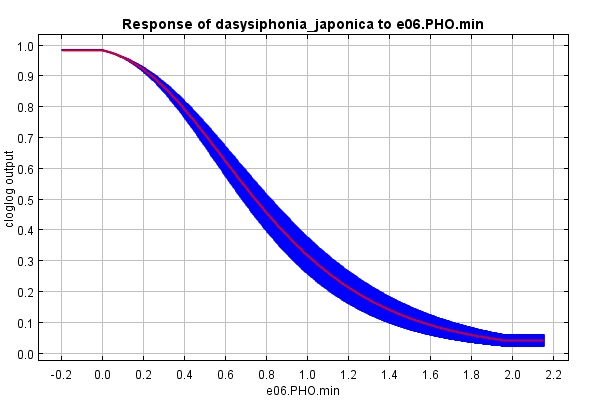 Response of dasysiphonia_japonica to e06.PHO.min
cloglog output
1.0
0.9
0.8
0.7
0.6
0.5
0.4
0.3
0.2
0.1
0.0
-0.2 0.0 0.2 0.4 0.6 0.8 1.0 1.2 1.4 1.6 1.8 2.0 2.2
e06.PHO.min